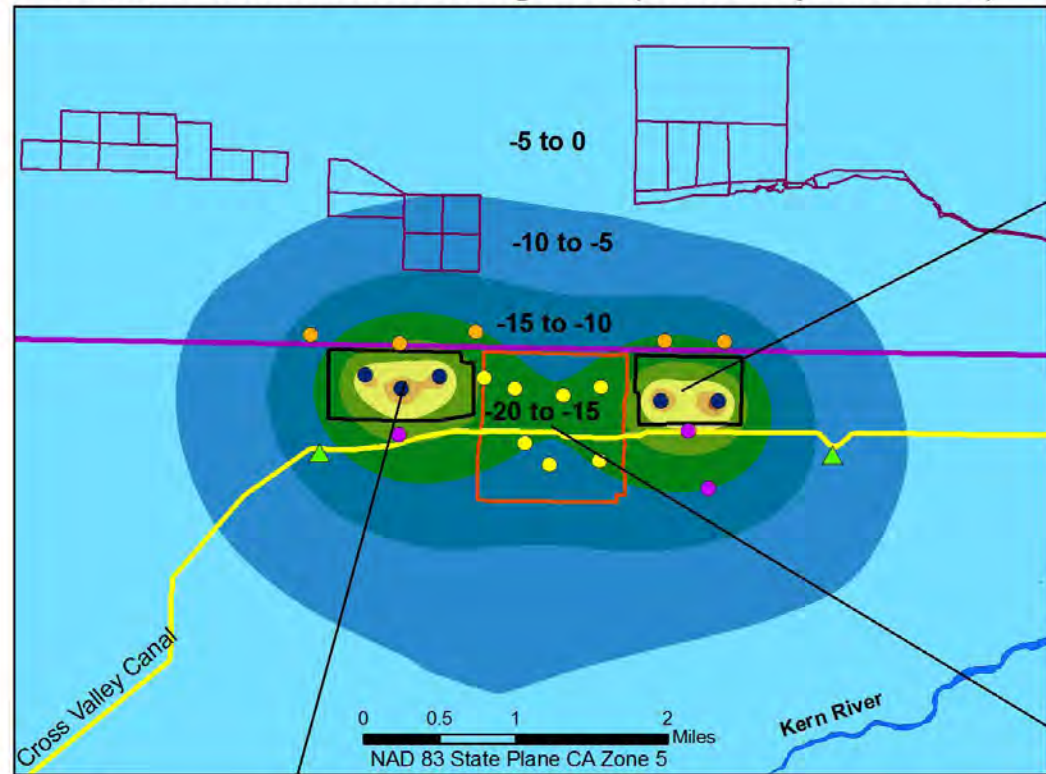 -5 to 0
-10 to -5
-15 to -10
-20 to -15
Cross Valley Canal
Kern River
0 0.5 1 2
Miles
NAD 83 State Plane CA Zone 5